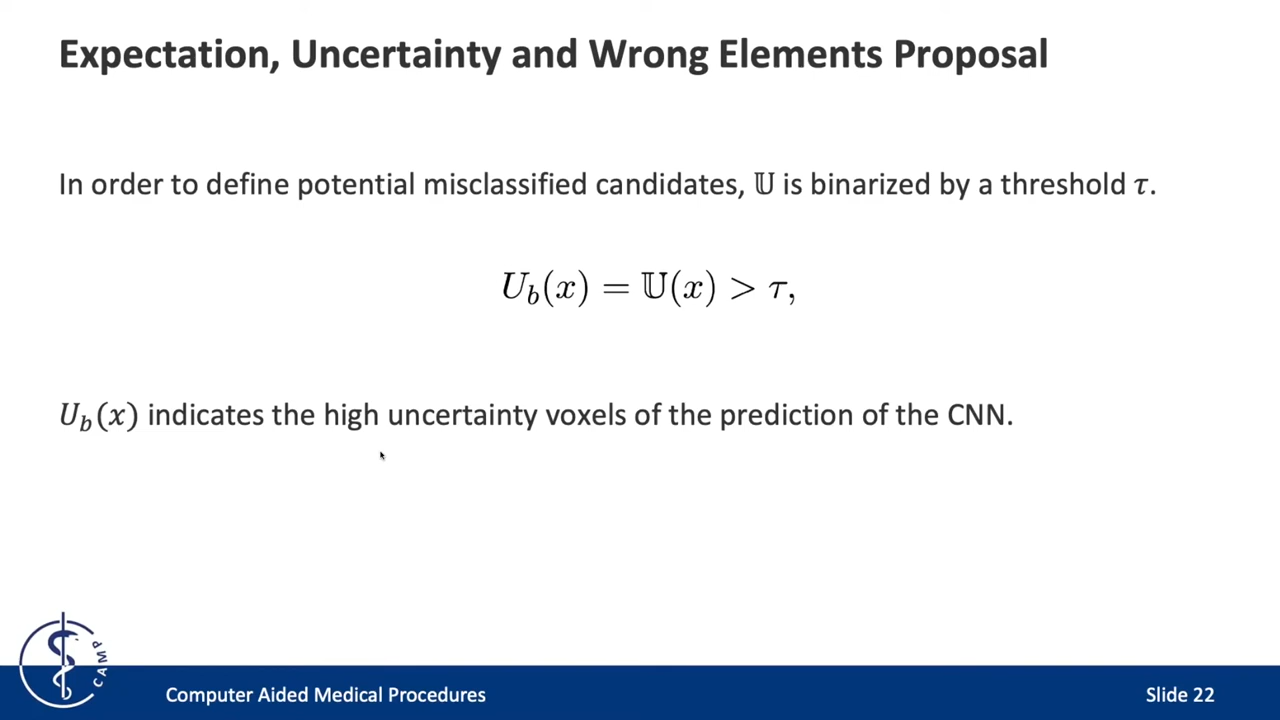 Expectation, Uncertainty and Wrong Elements Proposal
In order to define potential misclassified candidates, 𝕌 is binarized by a threshold τ.
U_b(x) = 𝕌(x) > τ,
U_b(x) indicates the high uncertainty voxels of the prediction of the CNN.
CAMP
Computer Aided Medical Procedures
Slide 22